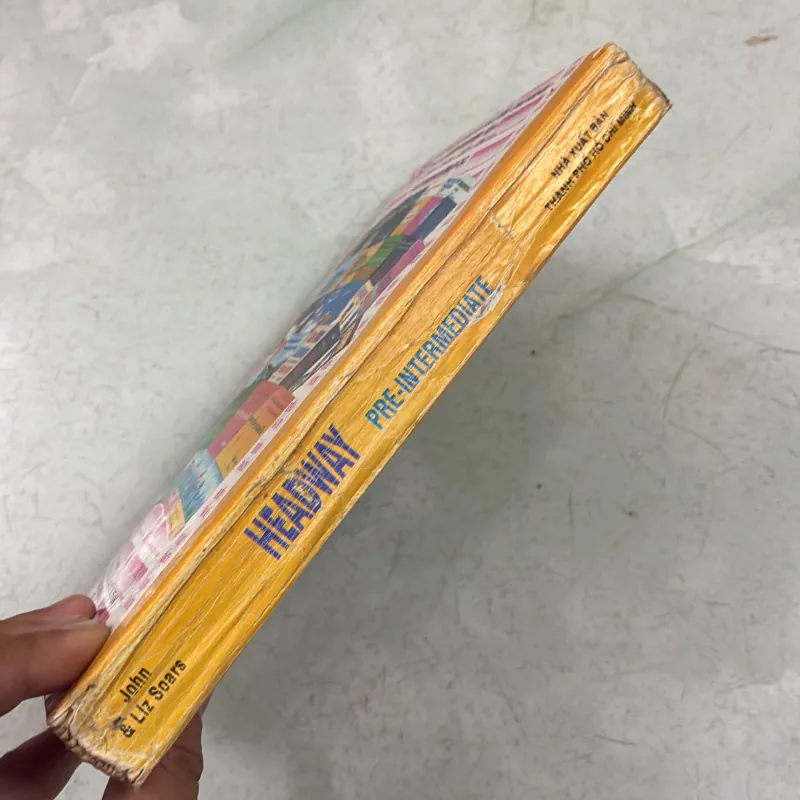 John
& Liz Soars
HEADWAY
PRE-INTERMEDIATE
NHÀ XUẤT BẢN
THÀNH PHỐ HỒ CHÍ MINH